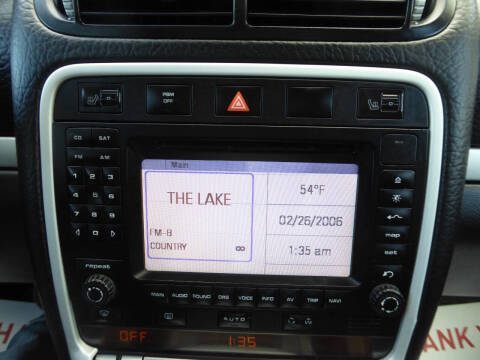 PSM OFF
CD SAT
FM AM
1 2
3 4
5 6
7 8
9 0
Main
THE LAKE
54°F
02/26/2006
FM-B
COUNTRY
1:35 am
map
set
repeat
MAIN AUDIO SOUND ORG VOICE INFO AV TRIP NAVI
AUTO
OFF 1:35
ANK